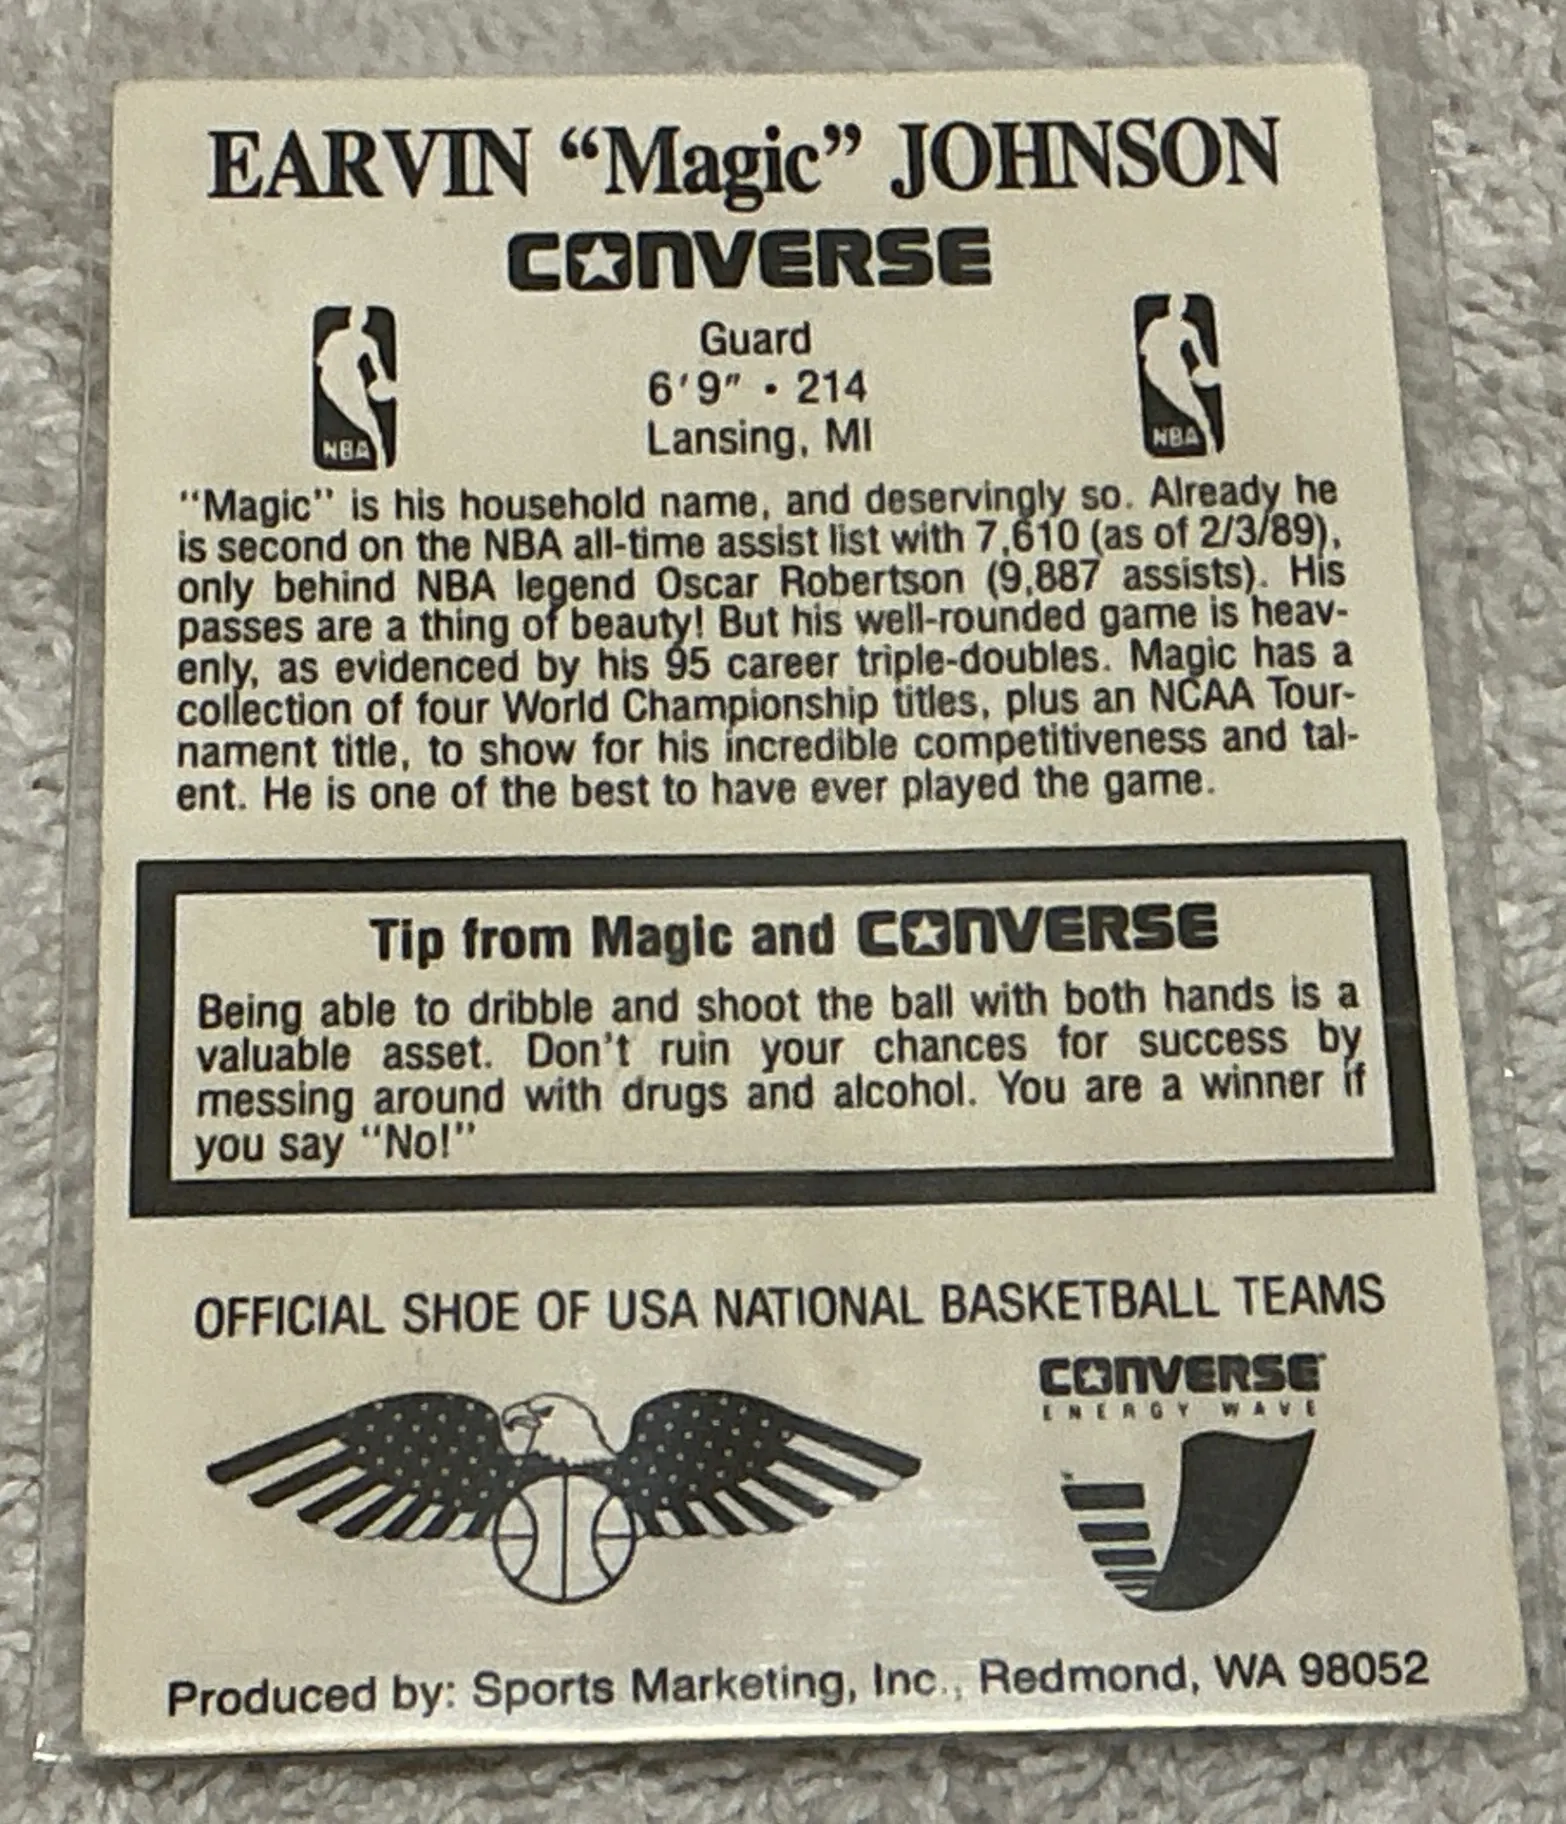 EARVIN “Magic” JOHNSON
CONVERSE
NBA
Guard
6'9" • 214
Lansing, MI
NBA
"Magic" is his household name, and deservingly so. Already he
is second on the NBA all-time assist list with 7,610 (as of 2/3/89),
only behind NBA legend Oscar Robertson (9,887 assists). His
passes are a thing of beauty! But his well-rounded game is heav-
enly, as evidenced by his 95 career triple-doubles. Magic has a
collection of four World Championship titles, plus an NCAA Tour-
nament title, to show for his incredible competitiveness and tal-
ent. He is one of the best to have ever played the game.
Tip from Magic and CONVERSE
Being able to dribble and shoot the ball with both hands is a
valuable asset. Don't ruin your chances for success by
messing around with drugs and alcohol. You are a winner if
you say "No!"
OFFICIAL SHOE OF USA NATIONAL BASKETBALL TEAMS
CONVERSE
ENERGY WAVE
Produced by: Sports Marketing, Inc., Redmond, WA 98052